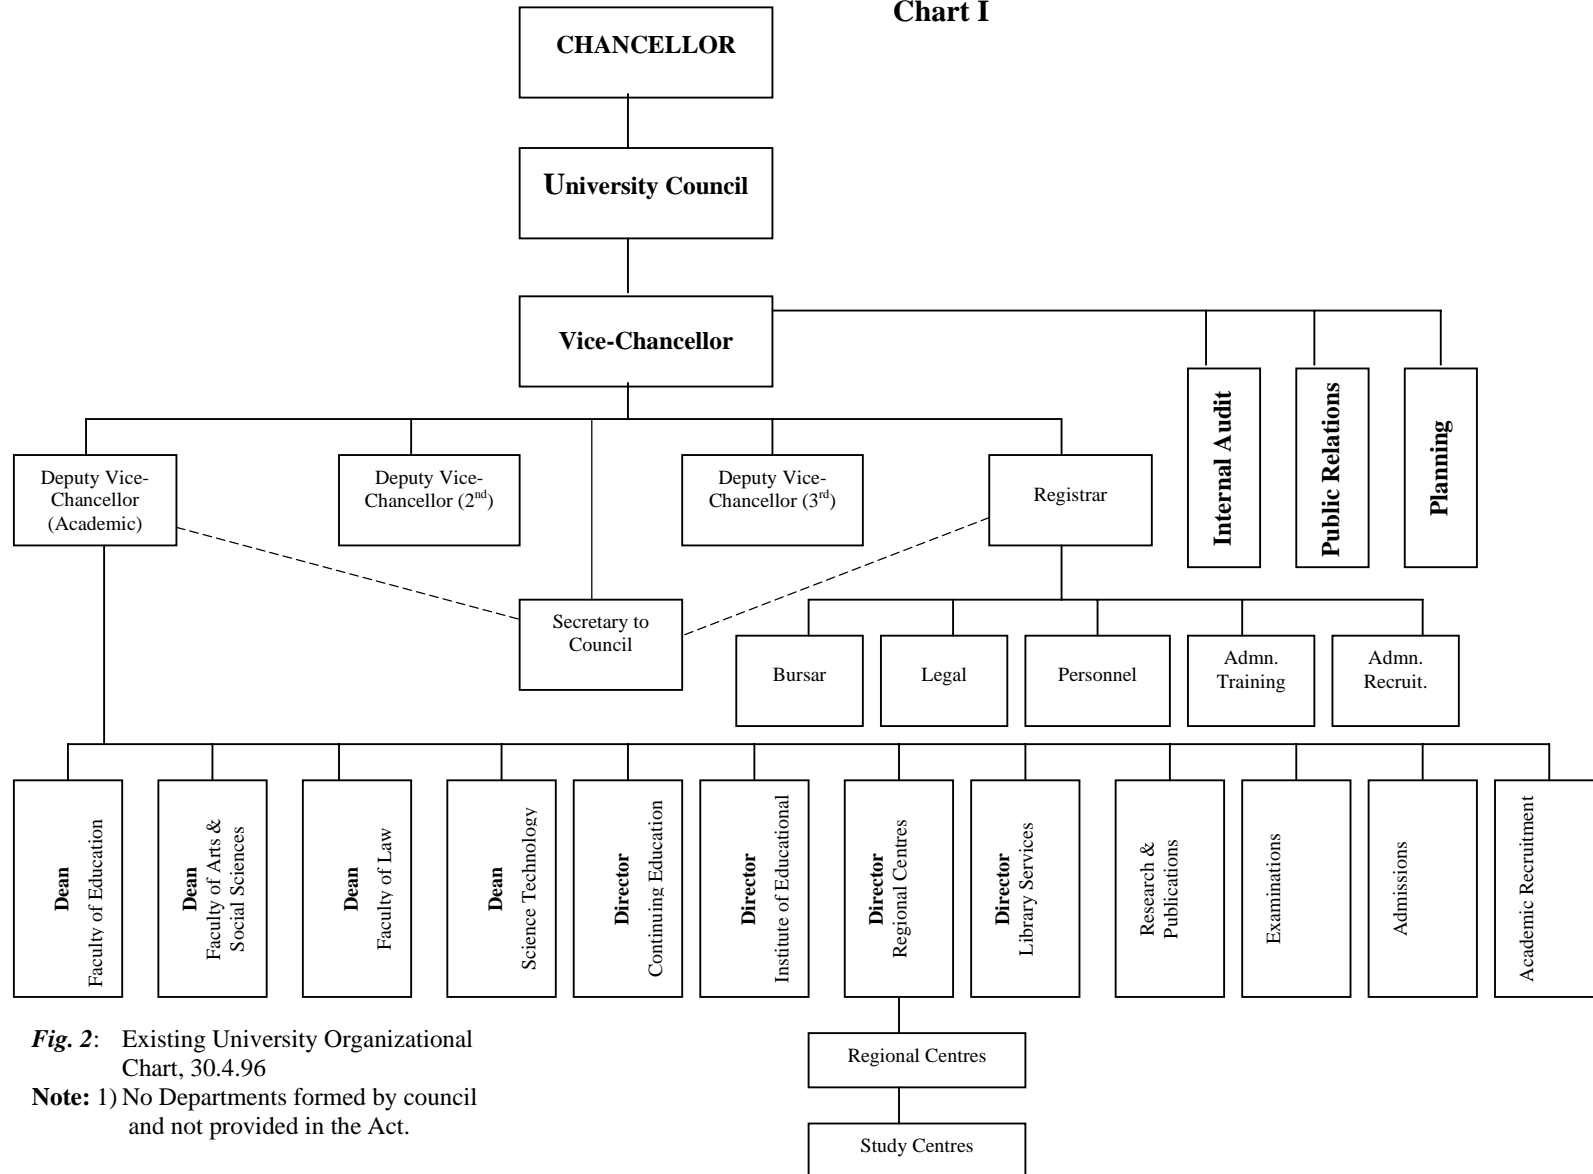 Chart I
CHANCELLOR
University Council
Vice-Chancellor
Internal Audit
Public Relations
Planning
Deputy Vice-
Chancellor
(Academic)
Deputy Vice-
Chancellor (2nd)
Deputy Vice-
Chancellor (3rd)
Registrar
Secretary to
Council
Bursar
Legal
Personnel
Admn.
Training
Admn.
Recruit.
Dean
Faculty of Education
Dean
Faculty of Arts &
Social Sciences
Dean
Faculty of Law
Dean
Science Technology
Director
Continuing Education
Director
Institute of Educational
Director
Regional Centres
Director
Library Services
Research &
Publications
Examinations
Admissions
Academic Recruitment
Regional Centres
Study Centres
Fig. 2: Existing University Organizational
Chart, 30.4.96
Note: 1) No Departments formed by council
and not provided in the Act.